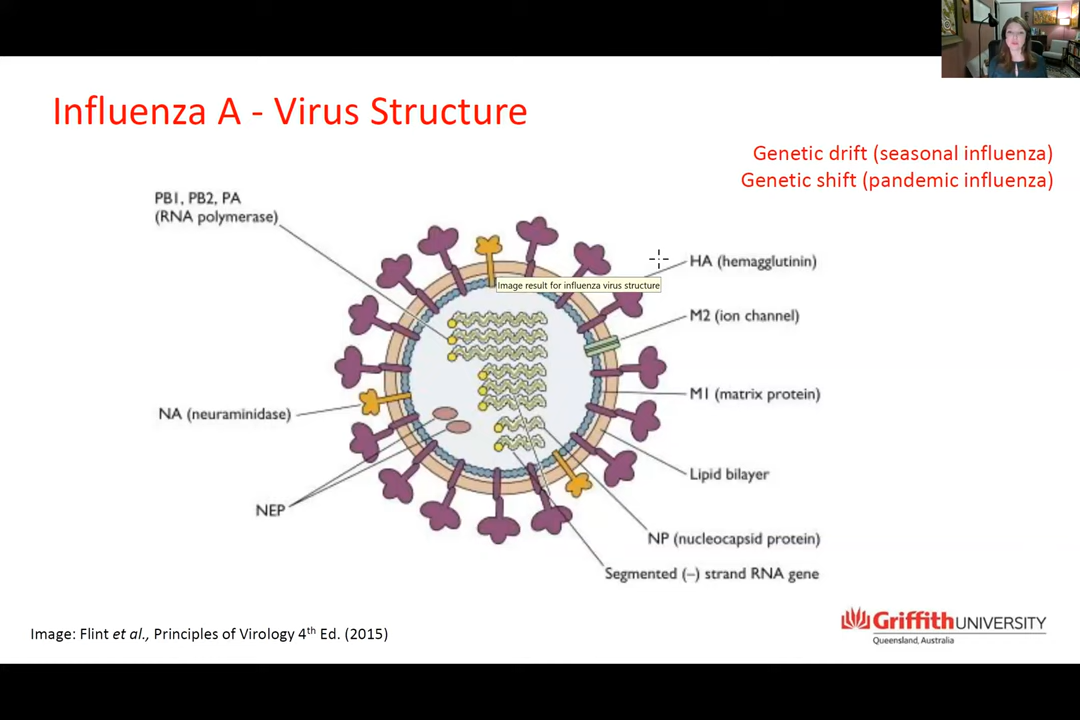 Influenza A - Virus Structure
Genetic drift (seasonal influenza)
Genetic shift (pandemic influenza)
PB1, PB2, PA
(RNA polymerase)
HA (hemagglutinin)
Image result for influenza virus structure
M2 (ion channel)
M1 (matrix protein)
NA (neuraminidase)
Lipid bilayer
NEP
NP (nucleocapsid protein)
Segmented (–) strand RNA gene
Image: Flint et al., Principles of Virology 4th Ed. (2015)
Griffith UNIVERSITY
Queensland, Australia